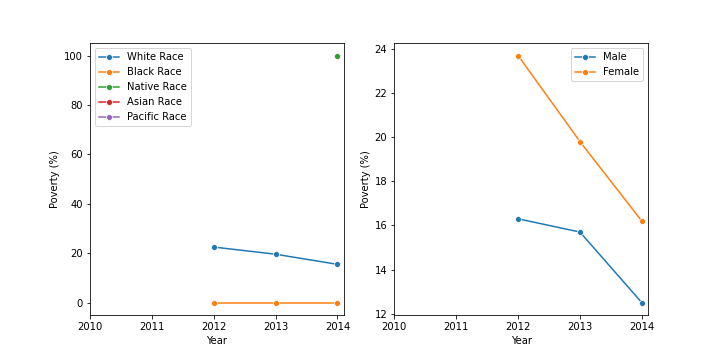 100
80
60
40
20
0
Poverty (%)
2010 2011 2012 2013 2014
Year
White Race
Black Race
Native Race
Asian Race
Pacific Race
24
22
20
18
16
14
12
Poverty (%)
2010 2011 2012 2013 2014
Year
Male
Female